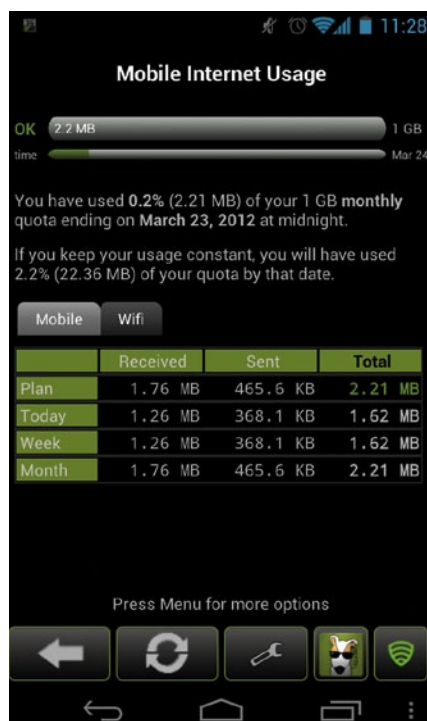 11:28
Mobile Internet Usage
OK 2.2 MB 1 GB
time Mar 24
You have used 0.2% (2.21 MB) of your 1 GB monthly
quota ending on March 23, 2012 at midnight.
If you keep your usage constant, you will have used
2.2% (22.36 MB) of your quota by that date.
Mobile Wifi
Received Sent Total
Plan 1.76 MB 465.6 KB 2.21 MB
Today 1.26 MB 368.1 KB 1.62 MB
Week 1.26 MB 368.1 KB 1.62 MB
Month 1.76 MB 465.6 KB 2.21 MB
Press Menu for more options